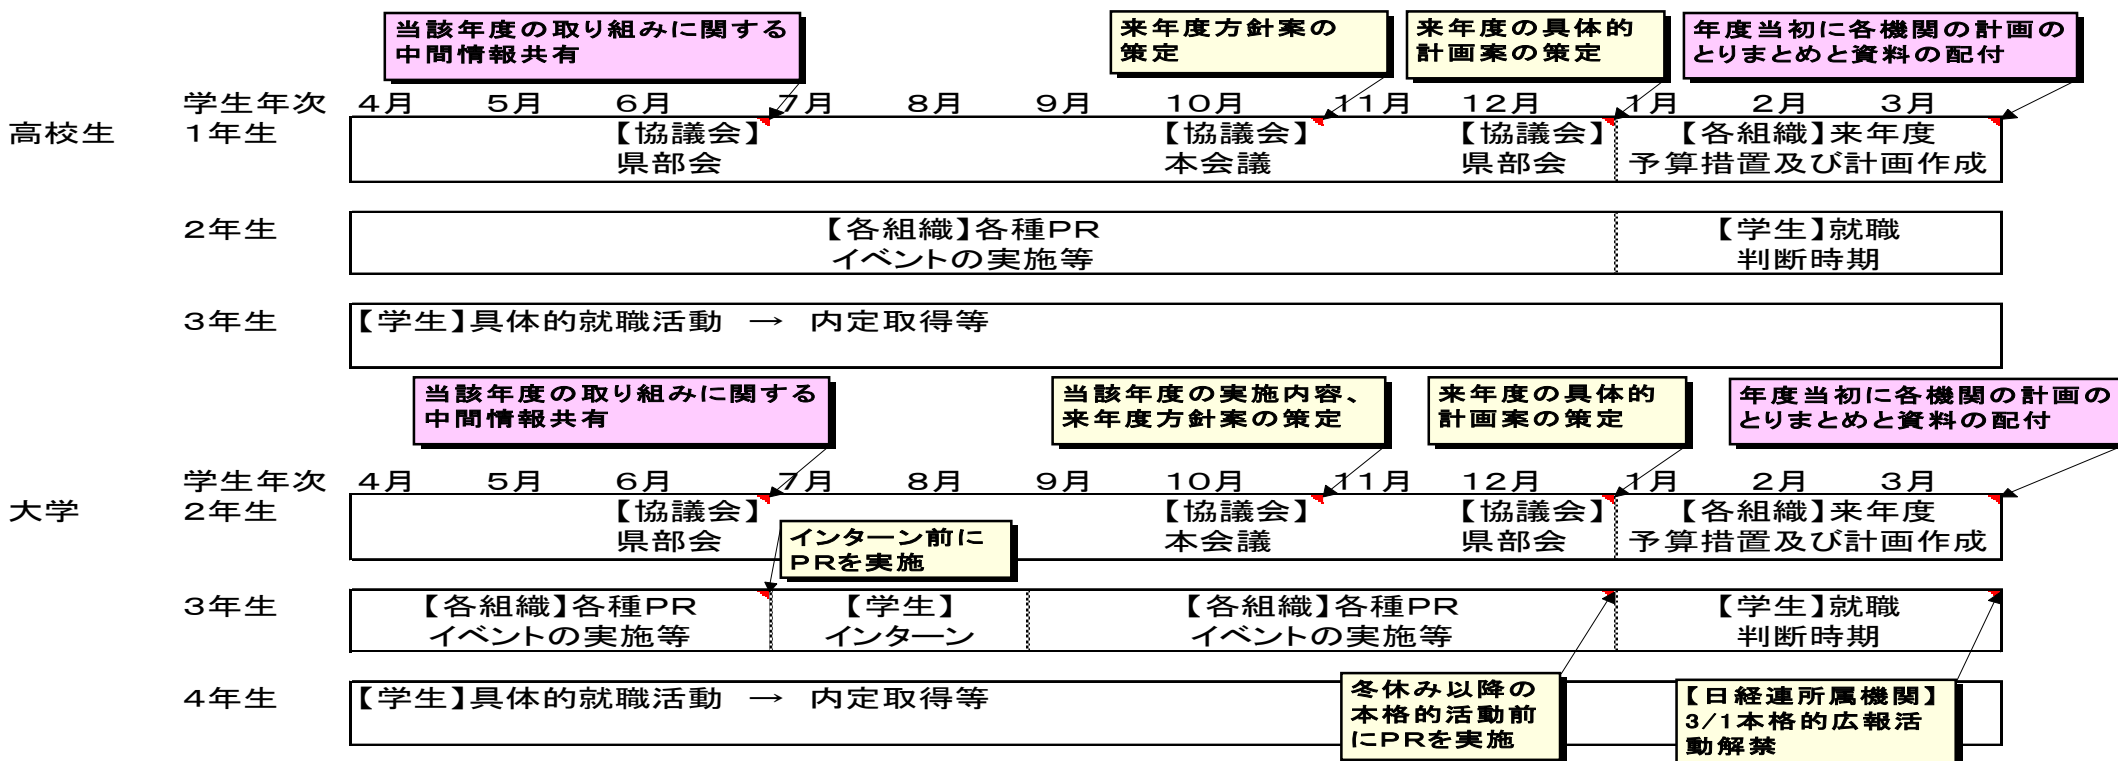 当該年度の取り組みに関する
中間情報共有
来年度方針案の
策定
来年度の具体的
計画案の策定
年度当初に各機関の計画の
とりまとめと資料の配付
学生年次 4月 5月 6月 7月 8月 9月 10月 11月 12月 1月 2月 3月
高校生 1年生
【協議会】
県部会
【協議会】
本会議
【協議会】
県部会
【各組織】来年度
予算措置及び計画作成
2年生
【各組織】各種PR
イベントの実施等
【学生】就職
判断時期
3年生
【学生】具体的就職活動 → 内定取得等
当該年度の取り組みに関する
中間情報共有
当該年度の実施内容、
来年度方針案の策定
来年度の具体的
計画案の策定
年度当初に各機関の計画の
とりまとめと資料の配付
学生年次 4月 5月 6月 7月 8月 9月 10月 11月 12月 1月 2月 3月
大学 2年生
【協議会】
県部会
インターン前に
PRを実施
【協議会】
本会議
【協議会】
県部会
【各組織】来年度
予算措置及び計画作成
3年生
【各組織】各種PR
イベントの実施等
【学生】
インターン
【各組織】各種PR
イベントの実施等
【学生】就職
判断時期
4年生
【学生】具体的就職活動 → 内定取得等
冬休み以降の
本格的活動前
にPRを実施
【日経連所属機関】
3/1本格的広報活
動解禁